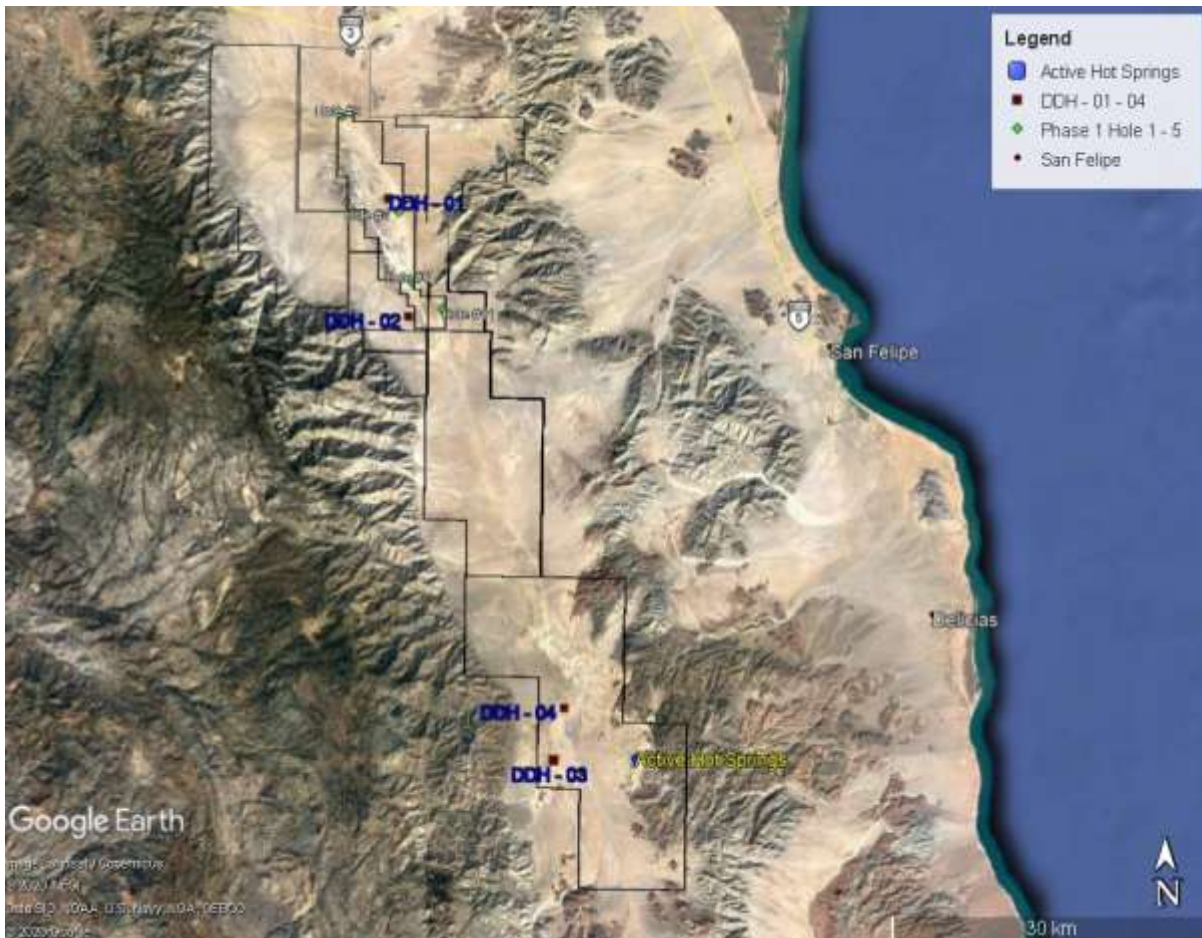 3
Legend
Active Hot Springs
DDH - 01 - 04
Phase 1 Hole 1 - 5
San Felipe
DDH - 01
DDH - 02
5
San Felipe
Delicias
DDH - 04
Active Hot Springs
DDH - 03
Google Earth
N
30 km